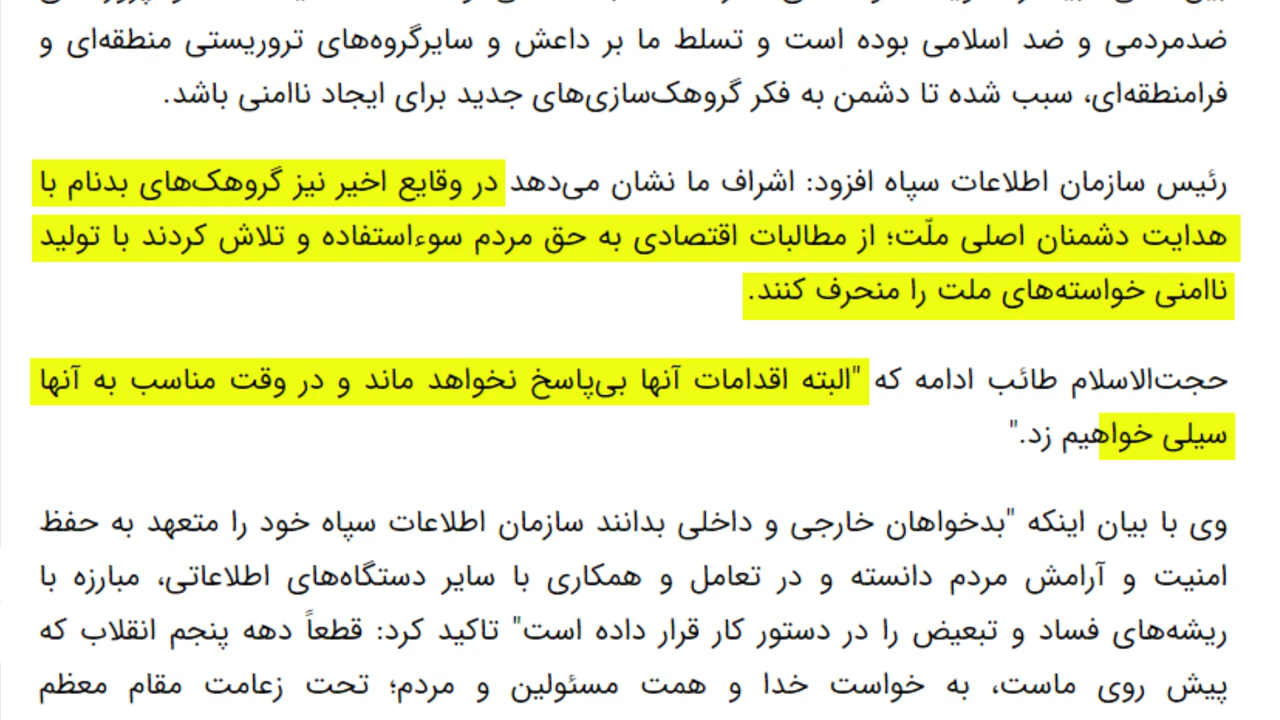 ضدمردمی و ضد اسلامی بوده است و تسلط ما بر داعش و سایرگروه‌های تروریستی منطقه‌ای و
فرامنطقه‌ای، سبب شده تا دشمن به فکر گروهک‌سازی‌های جدید برای ایجاد ناامنی باشد.
رئیس سازمان اطلاعات سپاه افزود: اشراف ما نشان می‌دهد در وقایع اخیر نیز گروهک‌های بدنام با
هدایت دشمنان اصلی ملّت؛ از مطالبات اقتصادی به حق مردم سوءاستفاده و تلاش کردند با تولید
ناامنی خواسته‌های ملت را منحرف کنند.
حجت‌الاسلام طائب ادامه که "البته اقدامات آنها بی‌پاسخ نخواهد ماند و در وقت مناسب به آنها
سیلی خواهیم زد."
وی با بیان اینکه "بدخواهان خارجی و داخلی بدانند سازمان اطلاعات سپاه خود را متعهد به حفظ
امنیت و آرامش مردم دانسته و در تعامل و همکاری با سایر دستگاه‌های اطلاعاتی، مبارزه با
ریشه‌های فساد و تبعیض را در دستور کار قرار داده است" تاکید کرد: قطعاً دهه پنجم انقلاب که
پیش روی ماست، به خواست خدا و همت مسئولین و مردم؛ تحت زعامت مقام معظم